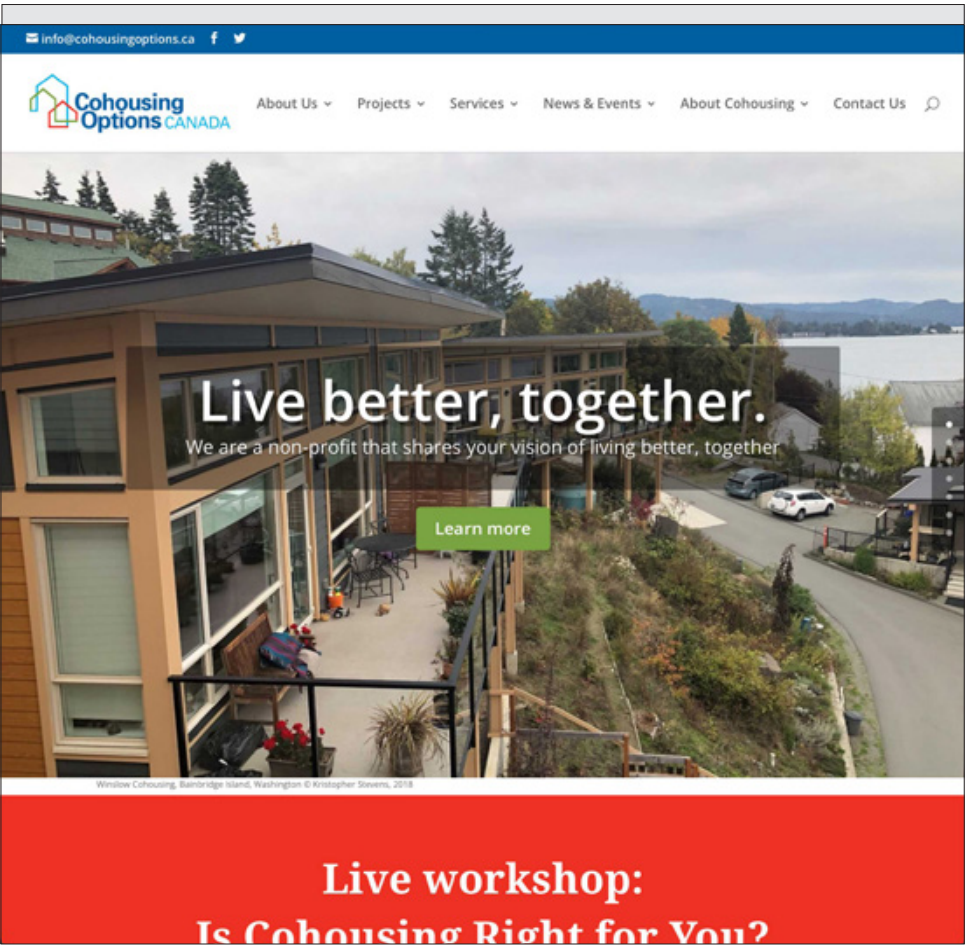 info@cohousingoptions.ca
Cohousing
Options CANADA
About Us
Projects
Services
News & Events
About Cohousing
Contact Us
Live better, together.
We are a non-profit that shares your vision of living better, together
Learn more
Winslow Cohousing, Bainbridge Island, Washington © Kristopher Stevens, 2018
Live workshop:
Is Cohousing Right for You?